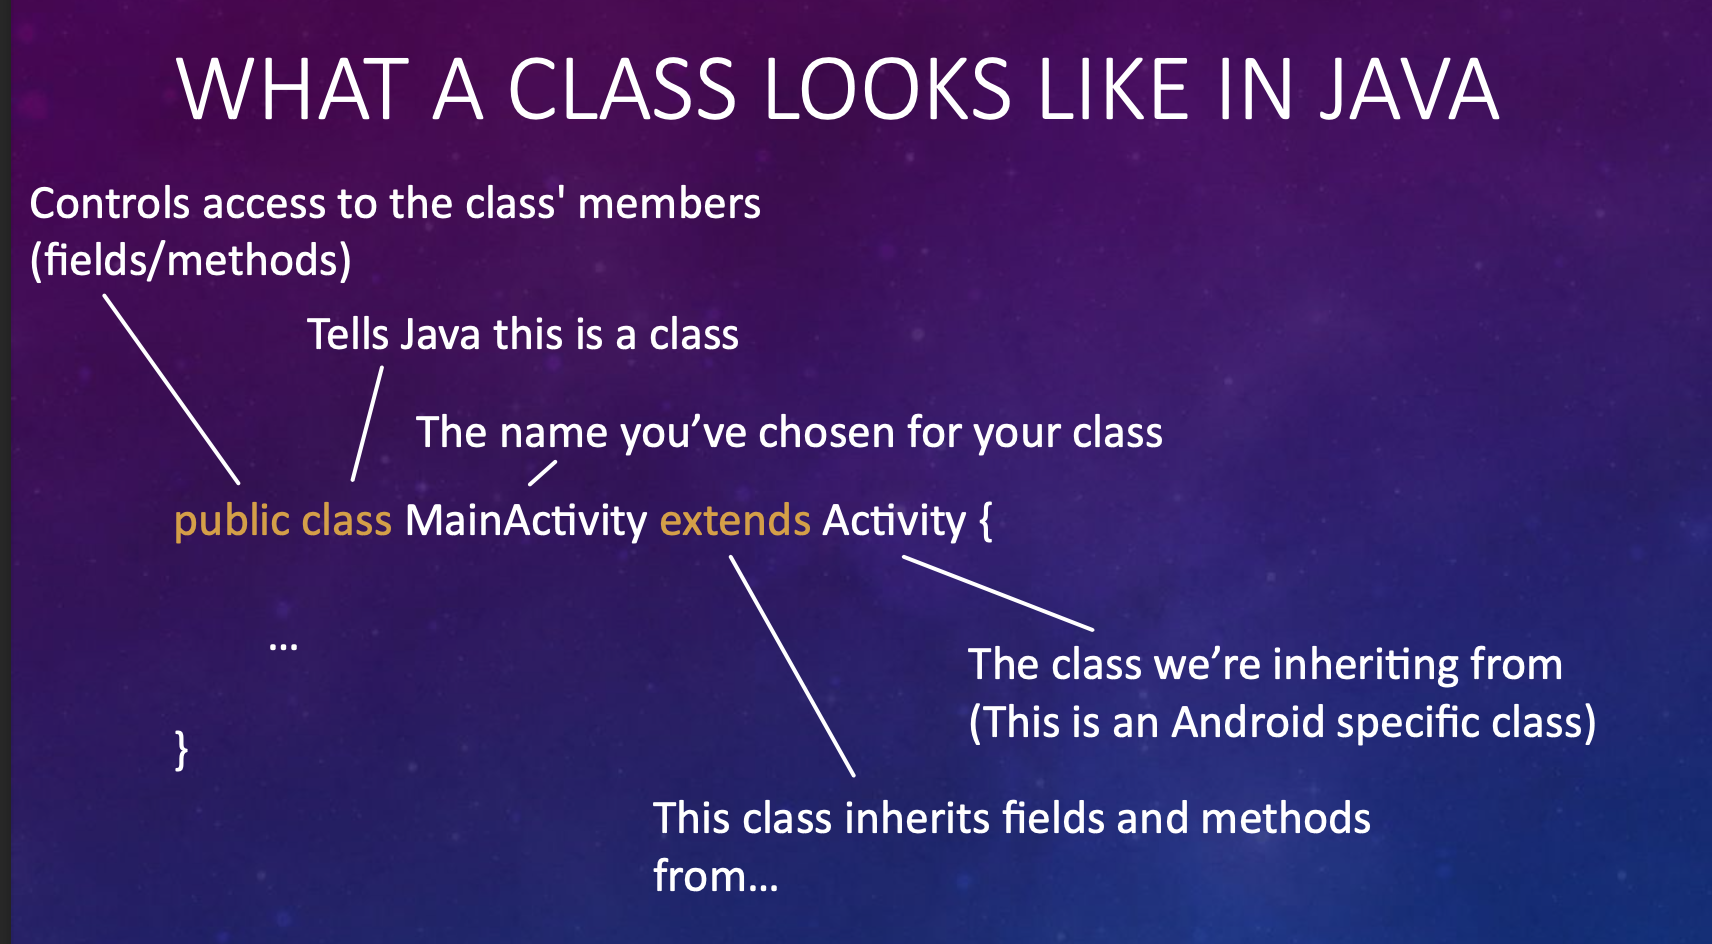 WHAT A CLASS LOOKS LIKE IN JAVA
Controls access to the class' members
(fields/methods)
Tells Java this is a class
The name you’ve chosen for your class
public class MainActivity extends Activity {
...
}
The class we’re inheriting from
(This is an Android specific class)
This class inherits fields and methods
from...